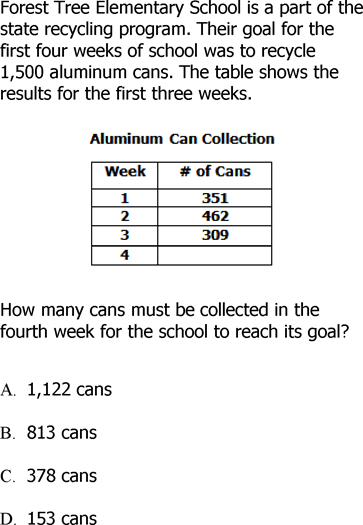 Forest Tree Elementary School is a part of the
state recycling program. Their goal for the
first four weeks of school was to recycle
1,500 aluminum cans. The table shows the
results for the first three weeks.
Aluminum Can Collection
Week # of Cans
1 351
2 462
3 309
4
How many cans must be collected in the
fourth week for the school to reach its goal?
A. 1,122 cans
B. 813 cans
C. 378 cans
D. 153 cans